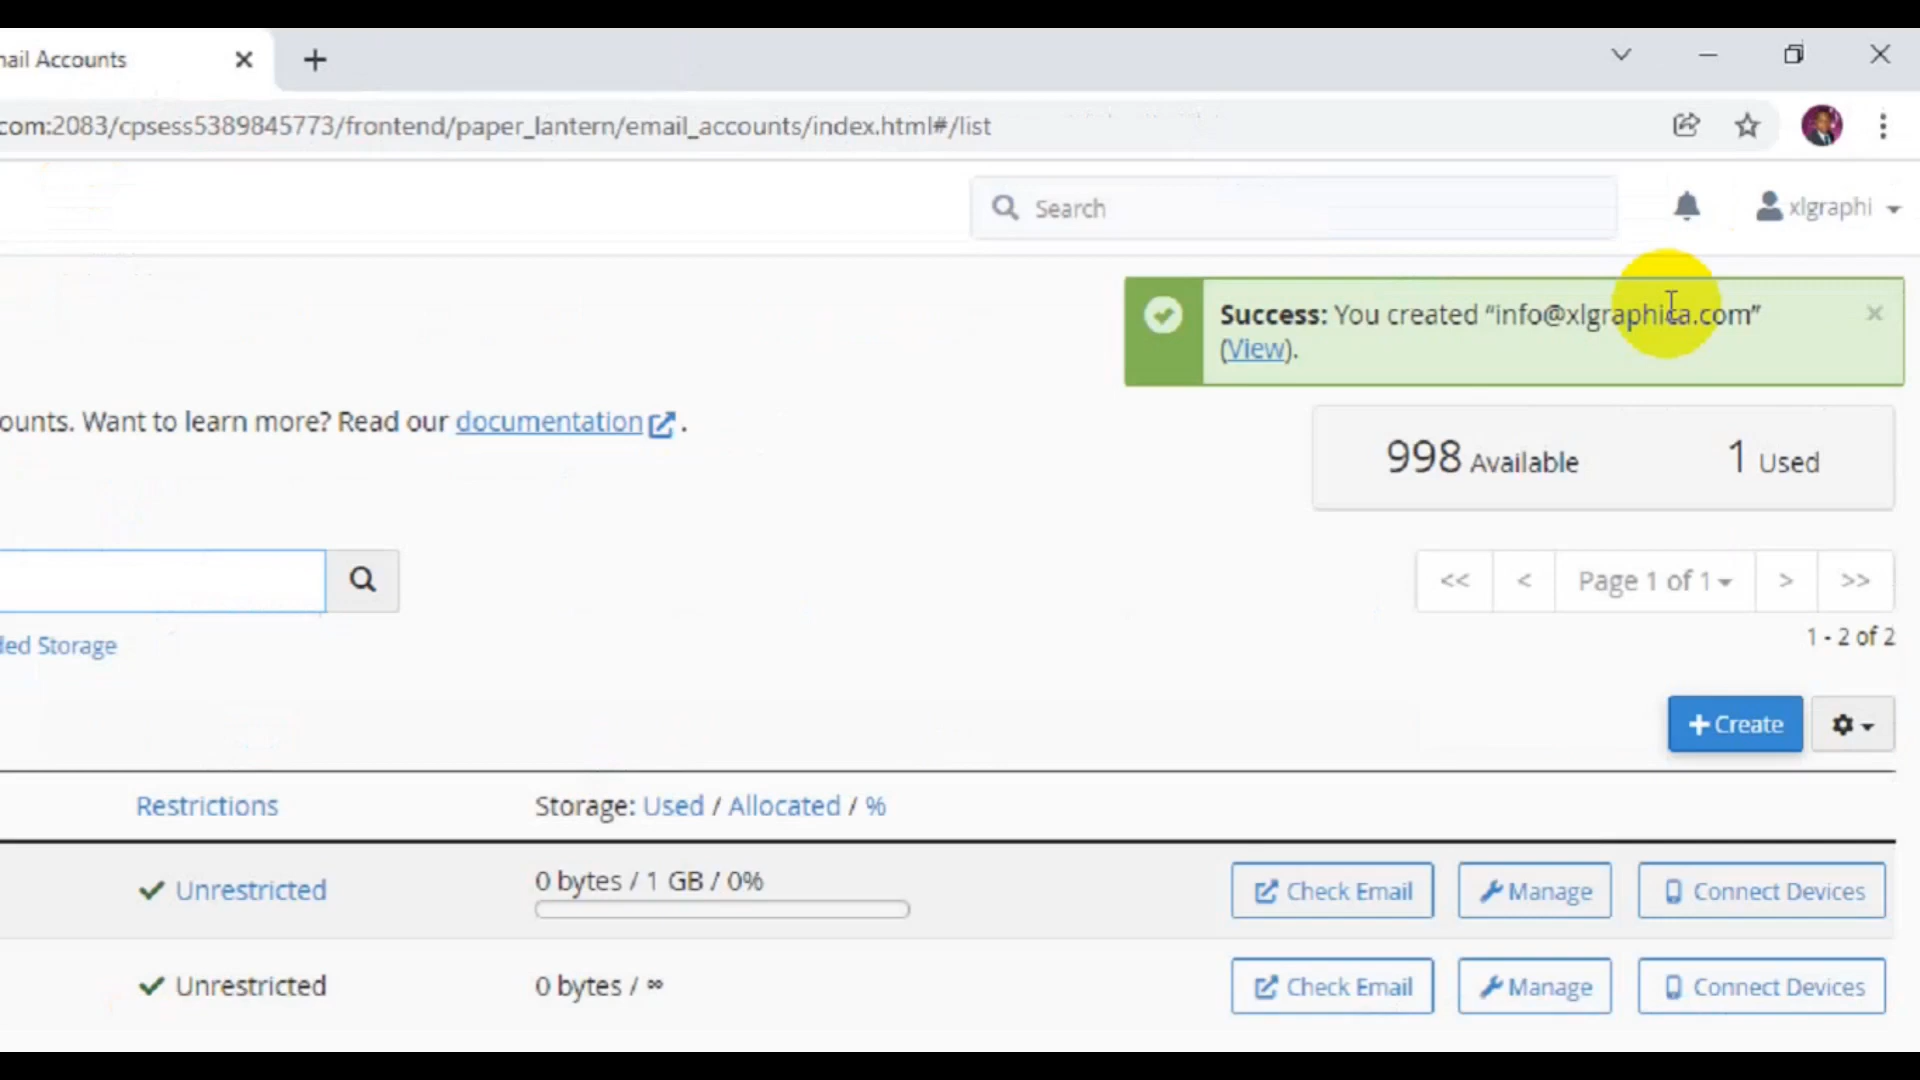 nail Accounts
com:2083/cpsess5389845773/frontend/paper_lantern/email_accounts/index.html#/list
Search
xlgraphi
Success: You created “info@xlgraphica.com”
(View).
ounts. Want to learn more? Read our documentation.
998 Available 1 Used
<< < Page 1 of 1 > >>
1 - 2 of 2
ded Storage
+ Create
Restrictions Storage: Used / Allocated / %
Unrestricted 0 bytes / 1 GB / 0% Check Email Manage Connect Devices
Unrestricted 0 bytes / ∞ Check Email Manage Connect Devices